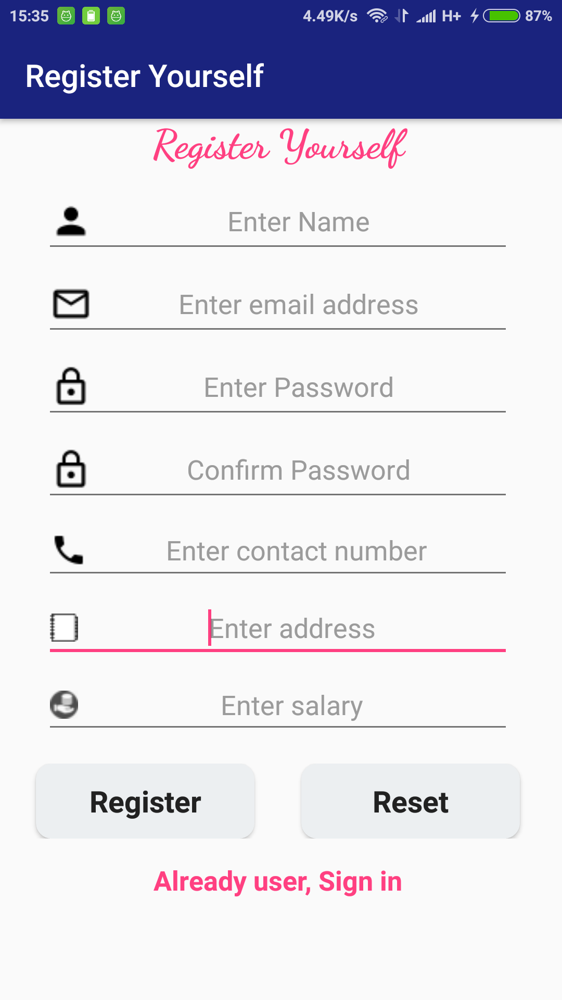 15:35 4.49K/s H+ 87%
Register Yourself
Register Yourself
Enter Name
Enter email address
Enter Password
Confirm Password
Enter contact number
Enter address
Enter salary
Register Reset
Already user, Sign in